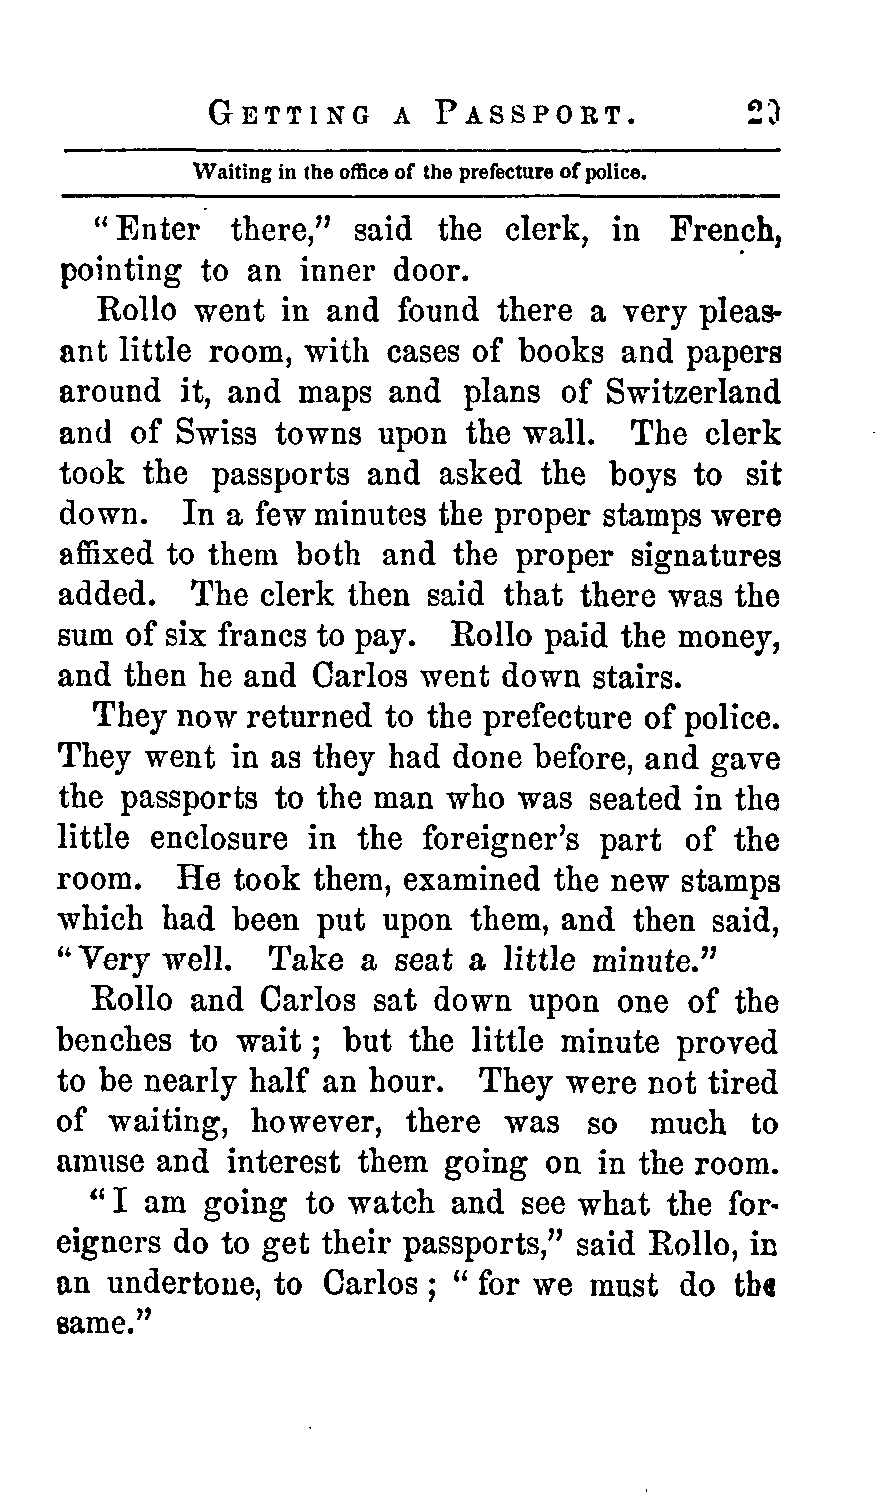 GETTING A PASSPORT. 29
Waiting in the office of the prefecture of police.
"Enter there," said the clerk, in French,
pointing to an inner door.
Rollo went in and found there a very pleas-
ant little room, with cases of books and papers
around it, and maps and plans of Switzerland
and of Swiss towns upon the wall. The clerk
took the passports and asked the boys to sit
down. In a few minutes the proper stamps were
affixed to them both and the proper signatures
added. The clerk then said that there was the
sum of six francs to pay. Rollo paid the money,
and then he and Carlos went down stairs.
They now returned to the prefecture of police.
They went in as they had done before, and gave
the passports to the man who was seated in the
little enclosure in the foreigner's part of the
room. He took them, examined the new stamps
which had been put upon them, and then said,
"Very well. Take a seat a little minute."
Rollo and Carlos sat down upon one of the
benches to wait; but the little minute proved
to be nearly half an hour. They were not tired
of waiting, however, there was so much to
amuse and interest them going on in the room.
"I am going to watch and see what the for-
eigners do to get their passports," said Rollo, in
an undertone, to Carlos; "for we must do the
same."